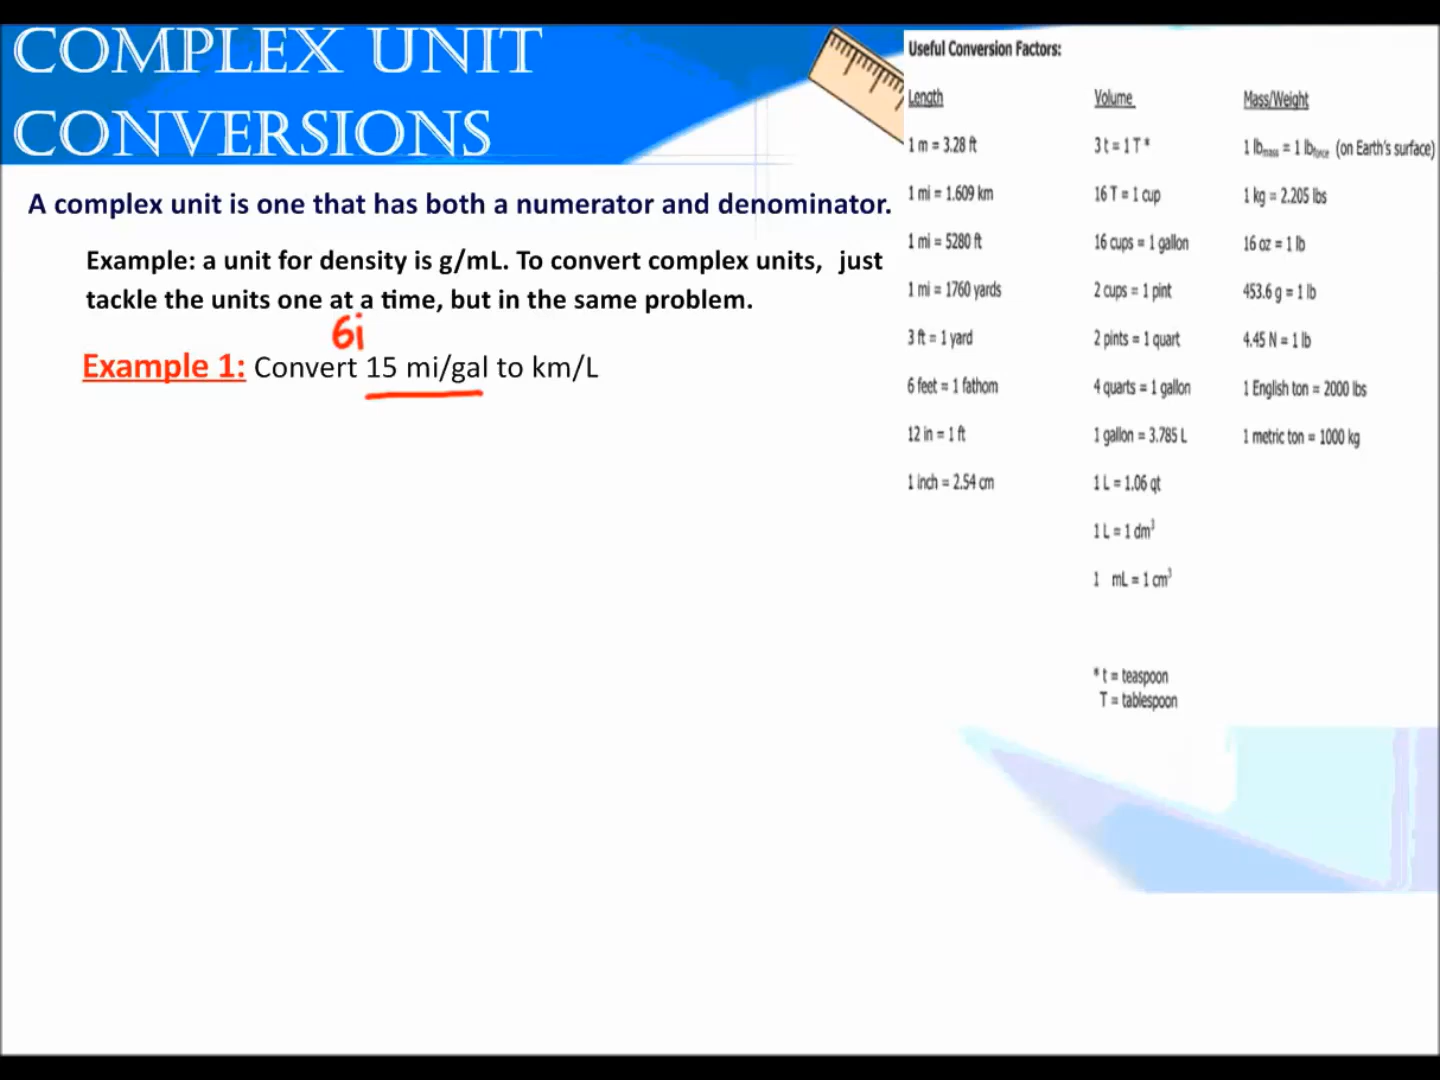 COMPLEX UNIT
CONVERSIONS
A complex unit is one that has both a numerator and denominator.
Example: a unit for density is g/mL. To convert complex units, just
tackle the units one at a time, but in the same problem.
6i
Example 1: Convert 15 mi/gal to km/L
Useful Conversion Factors:
Length
1 m = 3.28 ft
1 mi = 1.609 km
1 mi = 5280 ft
1 mi = 1760 yards
3 ft = 1 yard
6 feet = 1 fathom
12 in = 1 ft
1 inch = 2.54 cm
Volume
3 t = 1 T *
16 T = 1 cup
16 cups = 1 gallon
2 cups = 1 pint
2 pints = 1 quart
4 quarts = 1 gallon
1 gallon = 3.785 L
1 L = 1.06 qt
1 L = 1 dm³
1 mL = 1 cm³
* t = teaspoon
T = tablespoon
Mass/Weight
1 lbmass = 1 lbforce (on Earth's surface)
1 kg = 2.205 lbs
16 oz = 1 lb
453.6 g = 1 lb
4.45 N = 1 lb
1 English ton = 2000 lbs
1 metric ton = 1000 kg